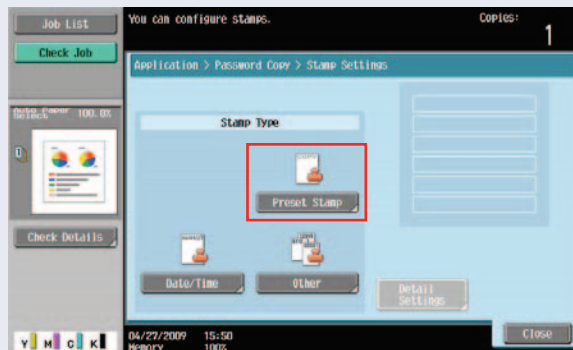 Job List
You can configure stamps.
Copies:
1
Check Job
Application > Password Copy > Stamp Settings
Auto Paper
Select
100.0%
Stamp Type
Preset Stamp
Check Details
Date/Time
Other
Detail
Settings
Close
Y M C K
04/27/2009 15:50
Memory 100%